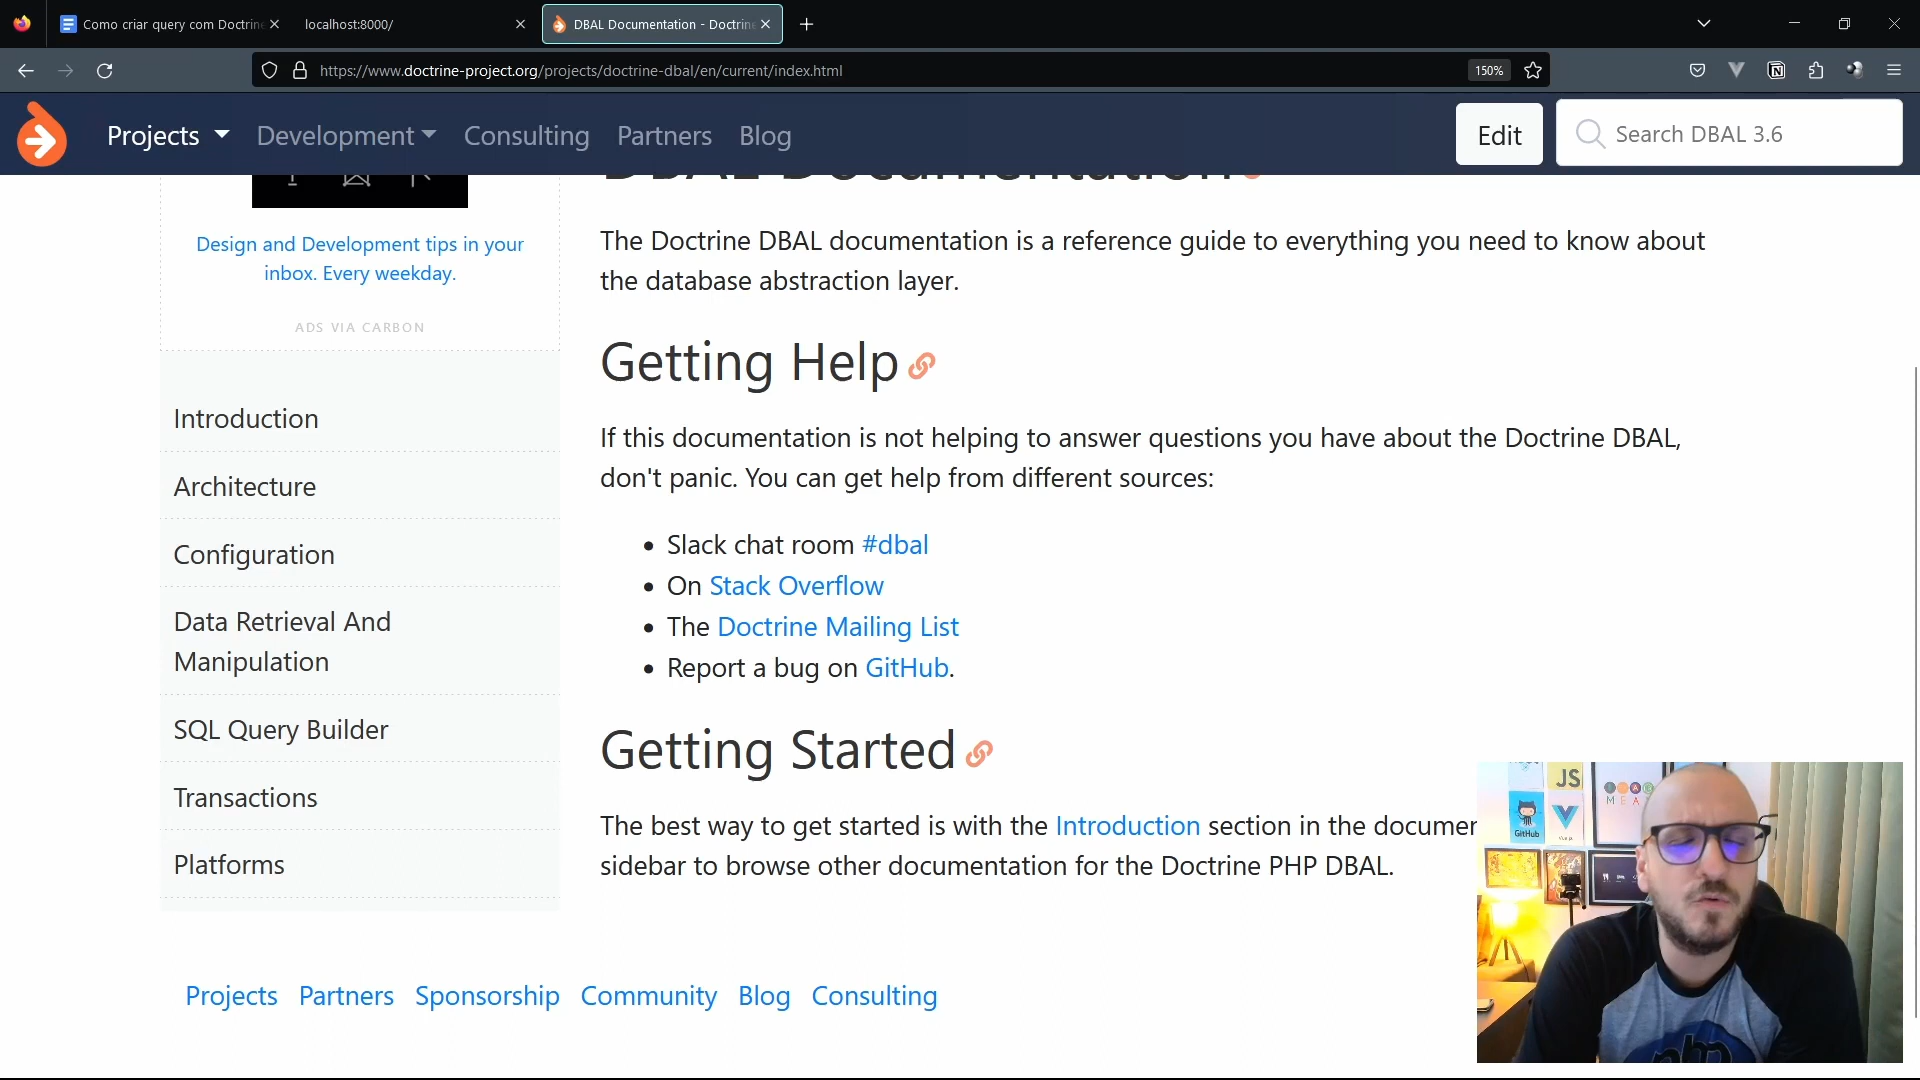 Como criar query com Doctrine
localhost:8000/
DBAL Documentation - Doctrine
https://www.doctrine-project.org/projects/doctrine-dbal/en/current/index.html
150%
Projects
Development
Consulting
Partners
Blog
Edit
Search DBAL 3.6
DBAL Documentation
Design and Development tips in your
inbox. Every weekday.
ADS VIA CARBON
Introduction
Architecture
Configuration
Data Retrieval And
Manipulation
SQL Query Builder
Transactions
Platforms
The Doctrine DBAL documentation is a reference guide to everything you need to know about
the database abstraction layer.
Getting Help
If this documentation is not helping to answer questions you have about the Doctrine DBAL,
don't panic. You can get help from different sources:
• Slack chat room #dbal
• On Stack Overflow
• The Doctrine Mailing List
• Report a bug on GitHub.
Getting Started
The best way to get started is with the Introduction section in the documen
sidebar to browse other documentation for the Doctrine PHP DBAL.
JS
GitHub
MEA
php
Projects Partners Sponsorship Community Blog Consulting